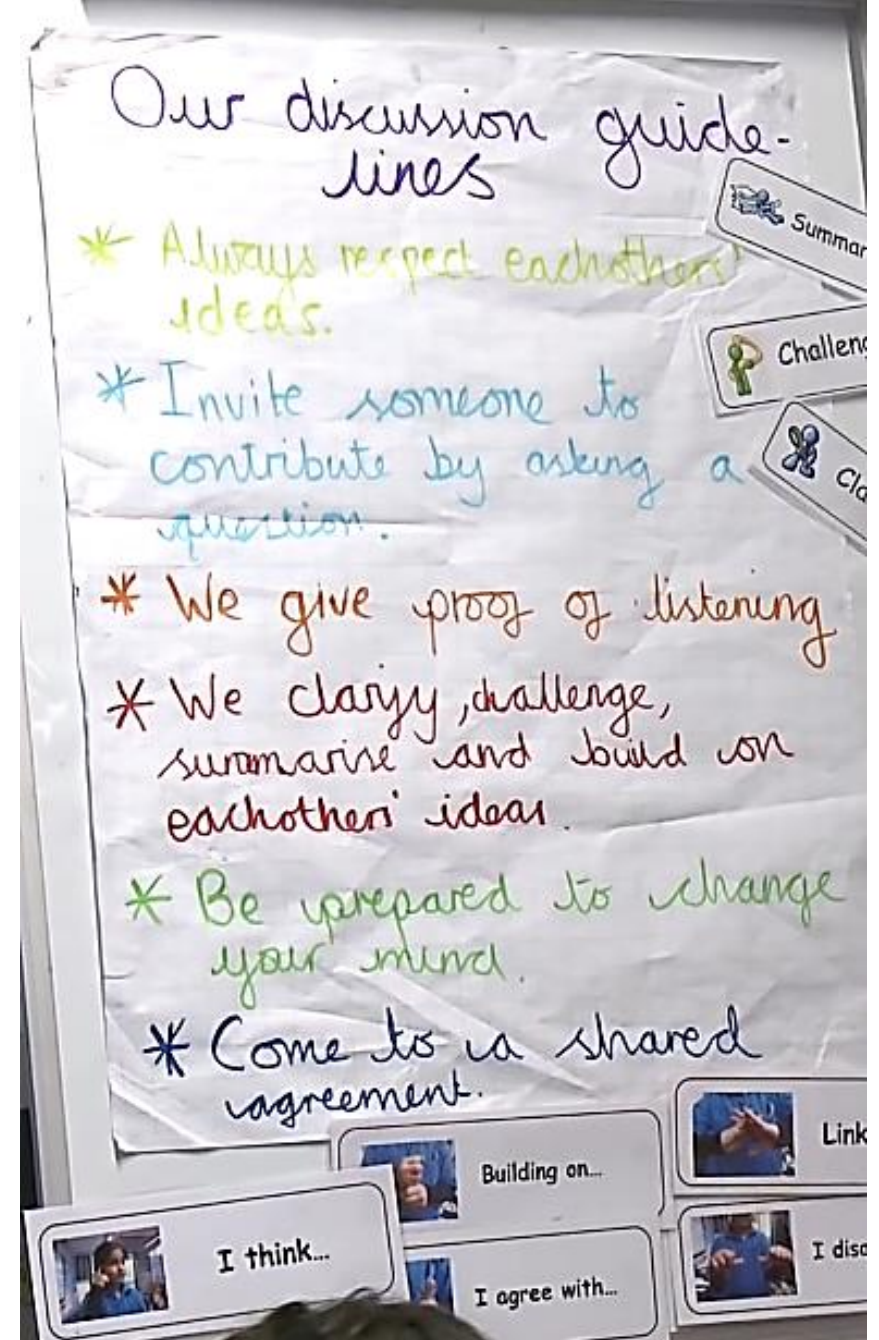 Our discussion guide-
lines
* Always respect eachothers'
ideas.
* Invite someone to
contribute by asking a
question.
* We give proof of listening
* We clarify, challenge,
summarise and build on
eachothers' ideas.
* Be prepared to change
your mind.
* Come to a shared
agreement.
Summar
Challeng
Cla
Building on...
Link
I think...
I agree with...
I disa